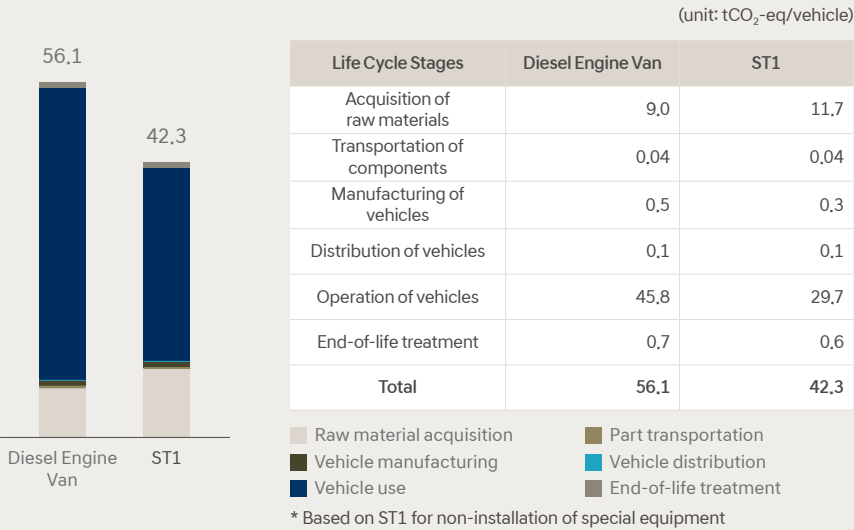 (unit: tCO₂-eq/vehicle)
56.1
42.3
Diesel Engine
Van
ST1
Life Cycle Stages Diesel Engine Van ST1
Acquisition of
raw materials 9.0 11.7
Transportation of
components 0.04 0.04
Manufacturing of
vehicles 0.5 0.3
Distribution of vehicles 0.1 0.1
Operation of vehicles 45.8 29.7
End-of-life treatment 0.7 0.6
Total 56.1 42.3
Raw material acquisition Part transportation
Vehicle manufacturing Vehicle distribution
Vehicle use End-of-life treatment
* Based on ST1 for non-installation of special equipment